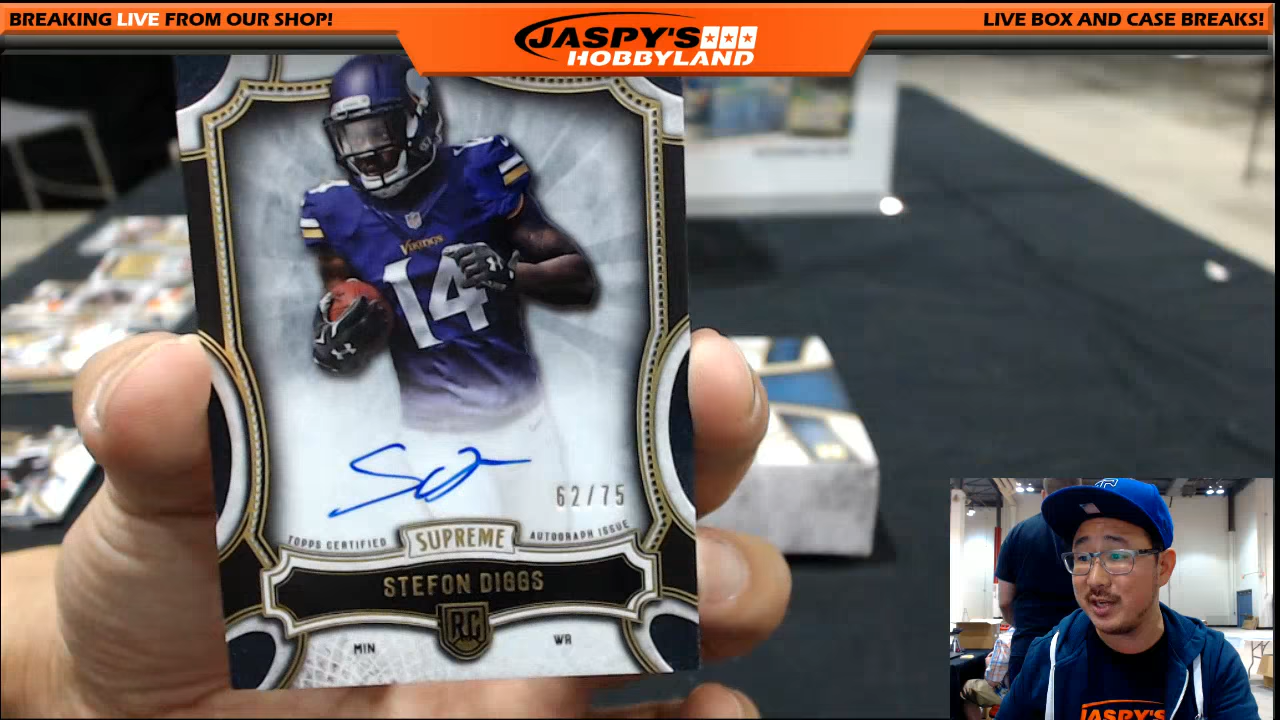 BREAKING LIVE FROM OUR SHOP!
JASPY'S
HOBBYLAND
LIVE BOX AND CASE BREAKS!
14
VIKINGS
14
62/75
TOPPS CERTIFIED
SUPREME
AUTOGRAPH ISSUE
STEFON DIGGS
RC
MIN
WR
JASPY'S